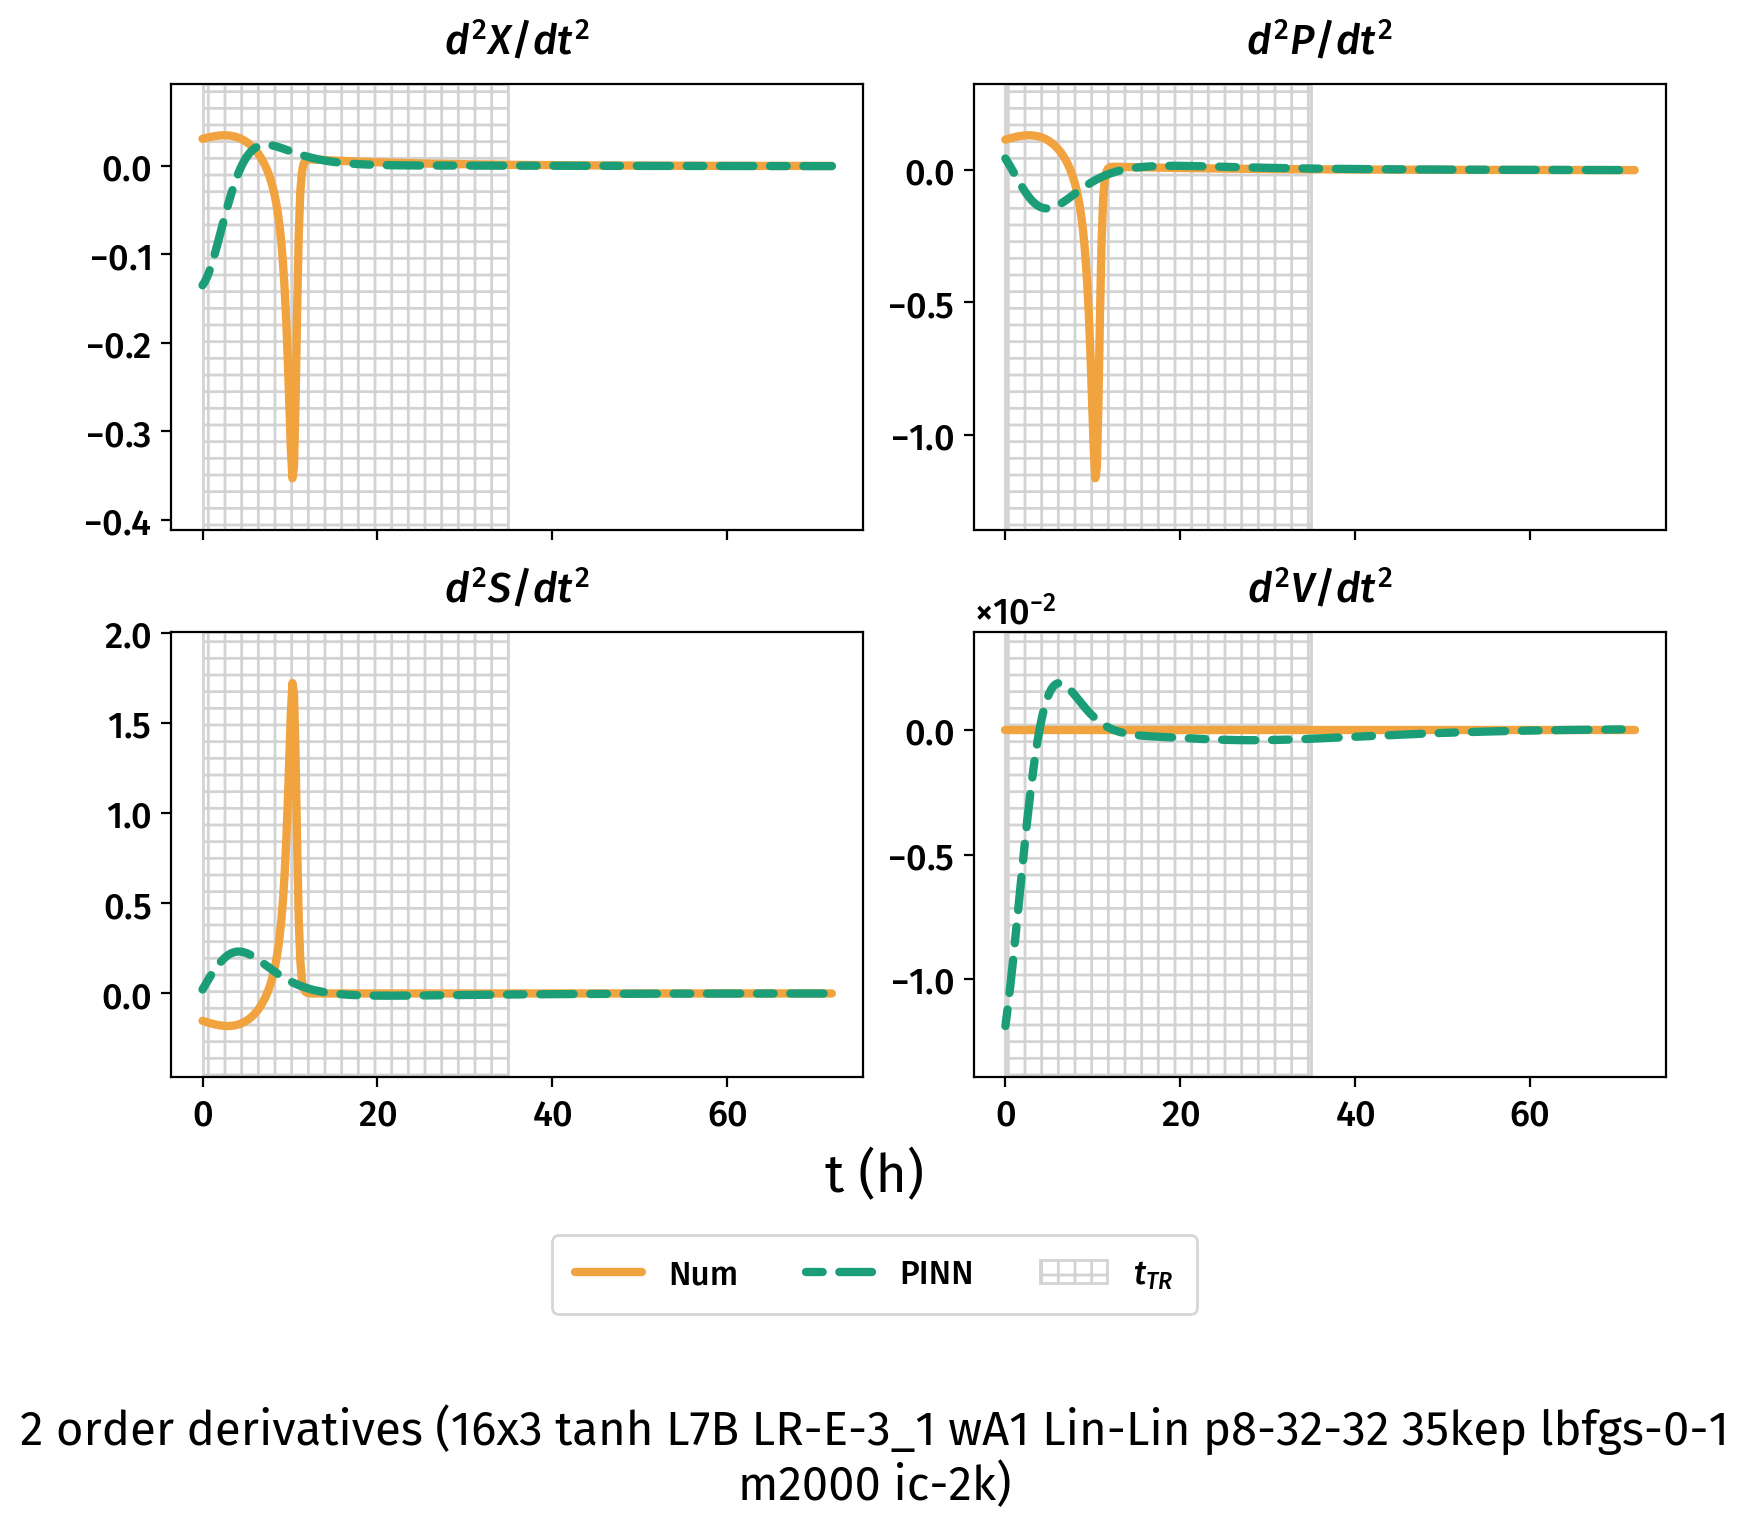 d²X/dt²
d²P/dt²
0.0
−0.1
−0.2
−0.3
−0.4
0.0
−0.5
−1.0
d²S/dt²
d²V/dt²
×10⁻²
2.0
1.5
1.0
0.5
0.0
0.0
−0.5
−1.0
0 20 40 60
0 20 40 60
t (h)
Num PINN t_TR
2 order derivatives (16x3 tanh L7B LR-E-3_1 wA1 Lin-Lin p8-32-32 35kep lbfgs-0-1
m2000 ic-2k)